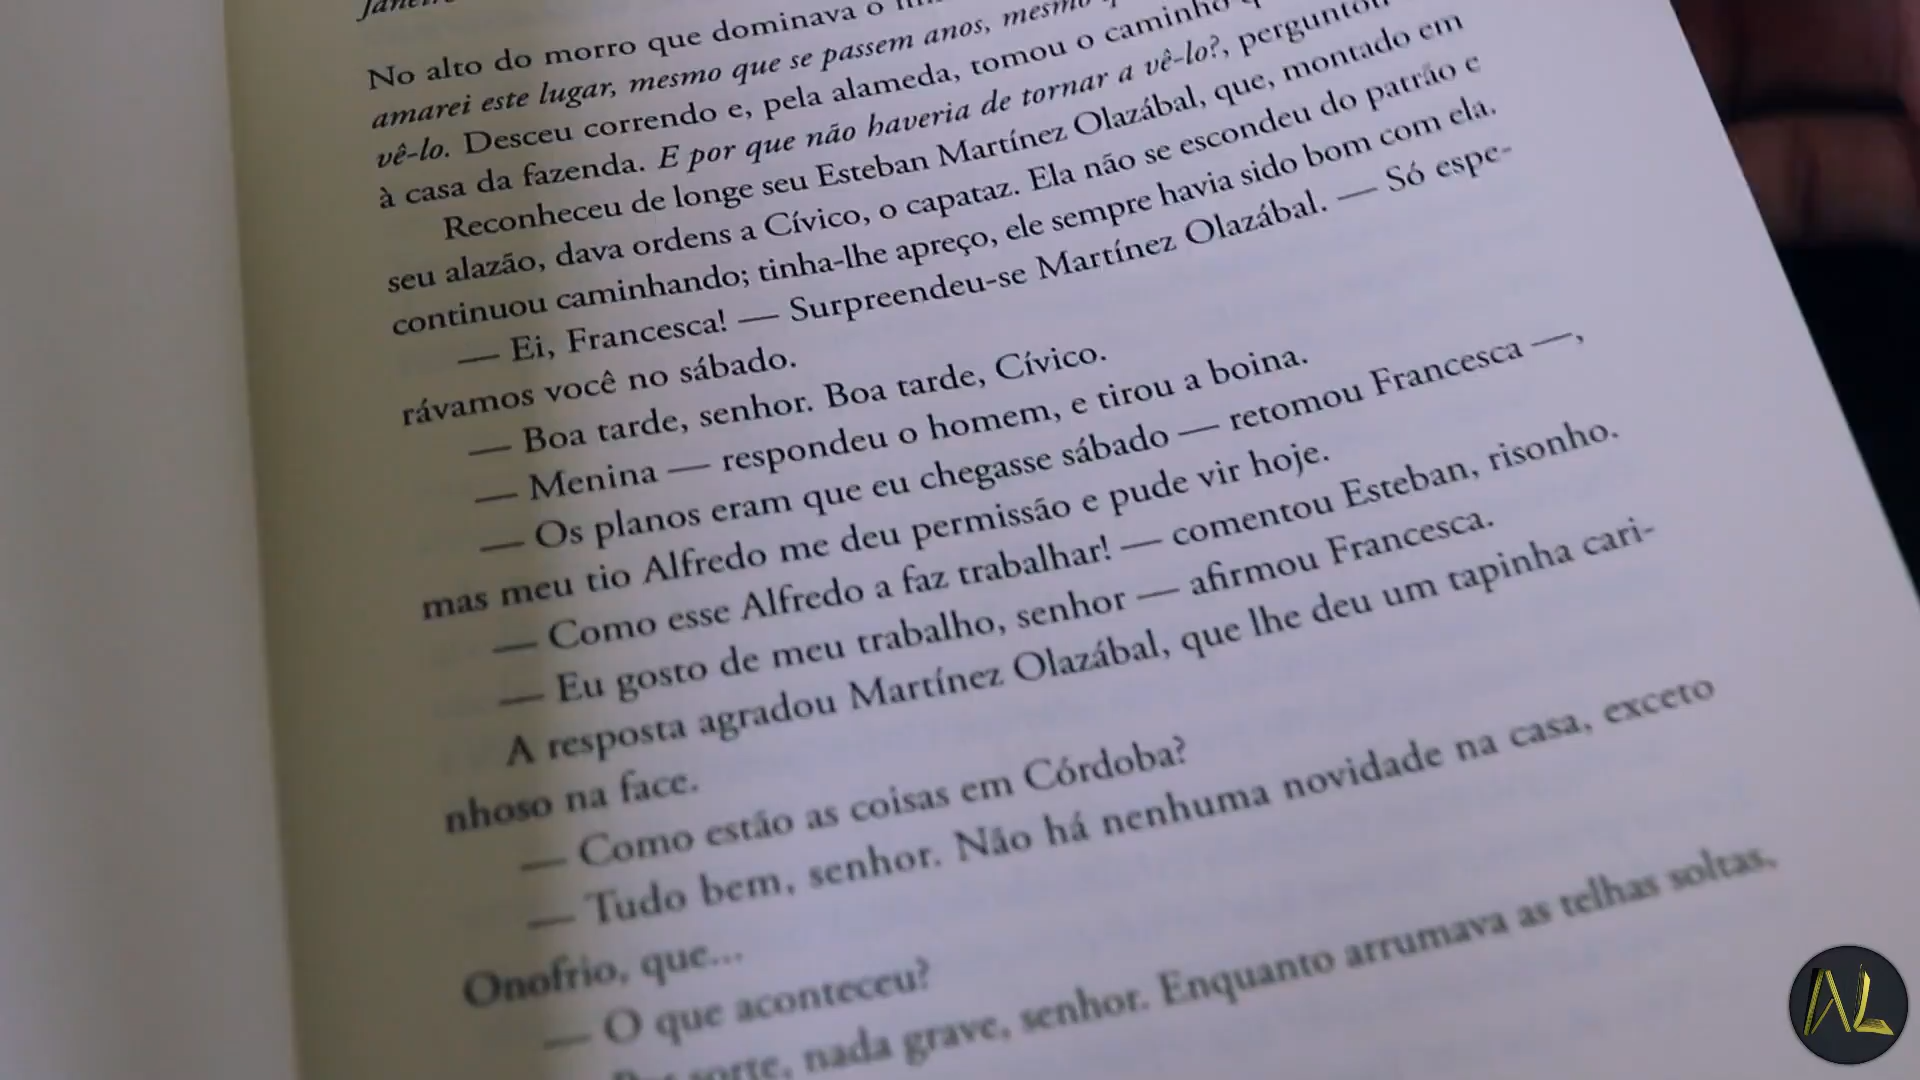 No alto do morro que dominava o
amarei este lugar, mesmo que se passem anos, mesmo
vê-lo. Desceu correndo e, pela alameda, tomou o caminho
à casa da fazenda. E por que não haveria de tornar a vê-lo?, perguntou
Reconheceu de longe seu Esteban Martínez Olazábal, que, montado em
seu alazão, dava ordens a Cívico, o capataz. Ela não se escondeu do patrão e
continuou caminhando; tinha-lhe apreço, ele sempre havia sido bom com ela.
— Ei, Francesca! — Surpreendeu-se Martínez Olazábal. — Só espe-
rávamos você no sábado.
— Boa tarde, senhor. Boa tarde, Cívico.
— Menina — respondeu o homem, e tirou a boina.
— Os planos eram que eu chegasse sábado — retomou Francesca —,
mas meu tio Alfredo me deu permissão e pude vir hoje.
— Como esse Alfredo a faz trabalhar! — comentou Esteban, risonho.
— Eu gosto de meu trabalho, senhor — afirmou Francesca.
A resposta agradou Martínez Olazábal, que lhe deu um tapinha cari-
nhoso na face.
— Como estão as coisas em Córdoba?
— Tudo bem, senhor. Não há nenhuma novidade na casa, exceto
Onofrio, que...
— O que aconteceu?
sorte, nada grave, senhor. Enquanto arrumava as telhas soltas,
AL